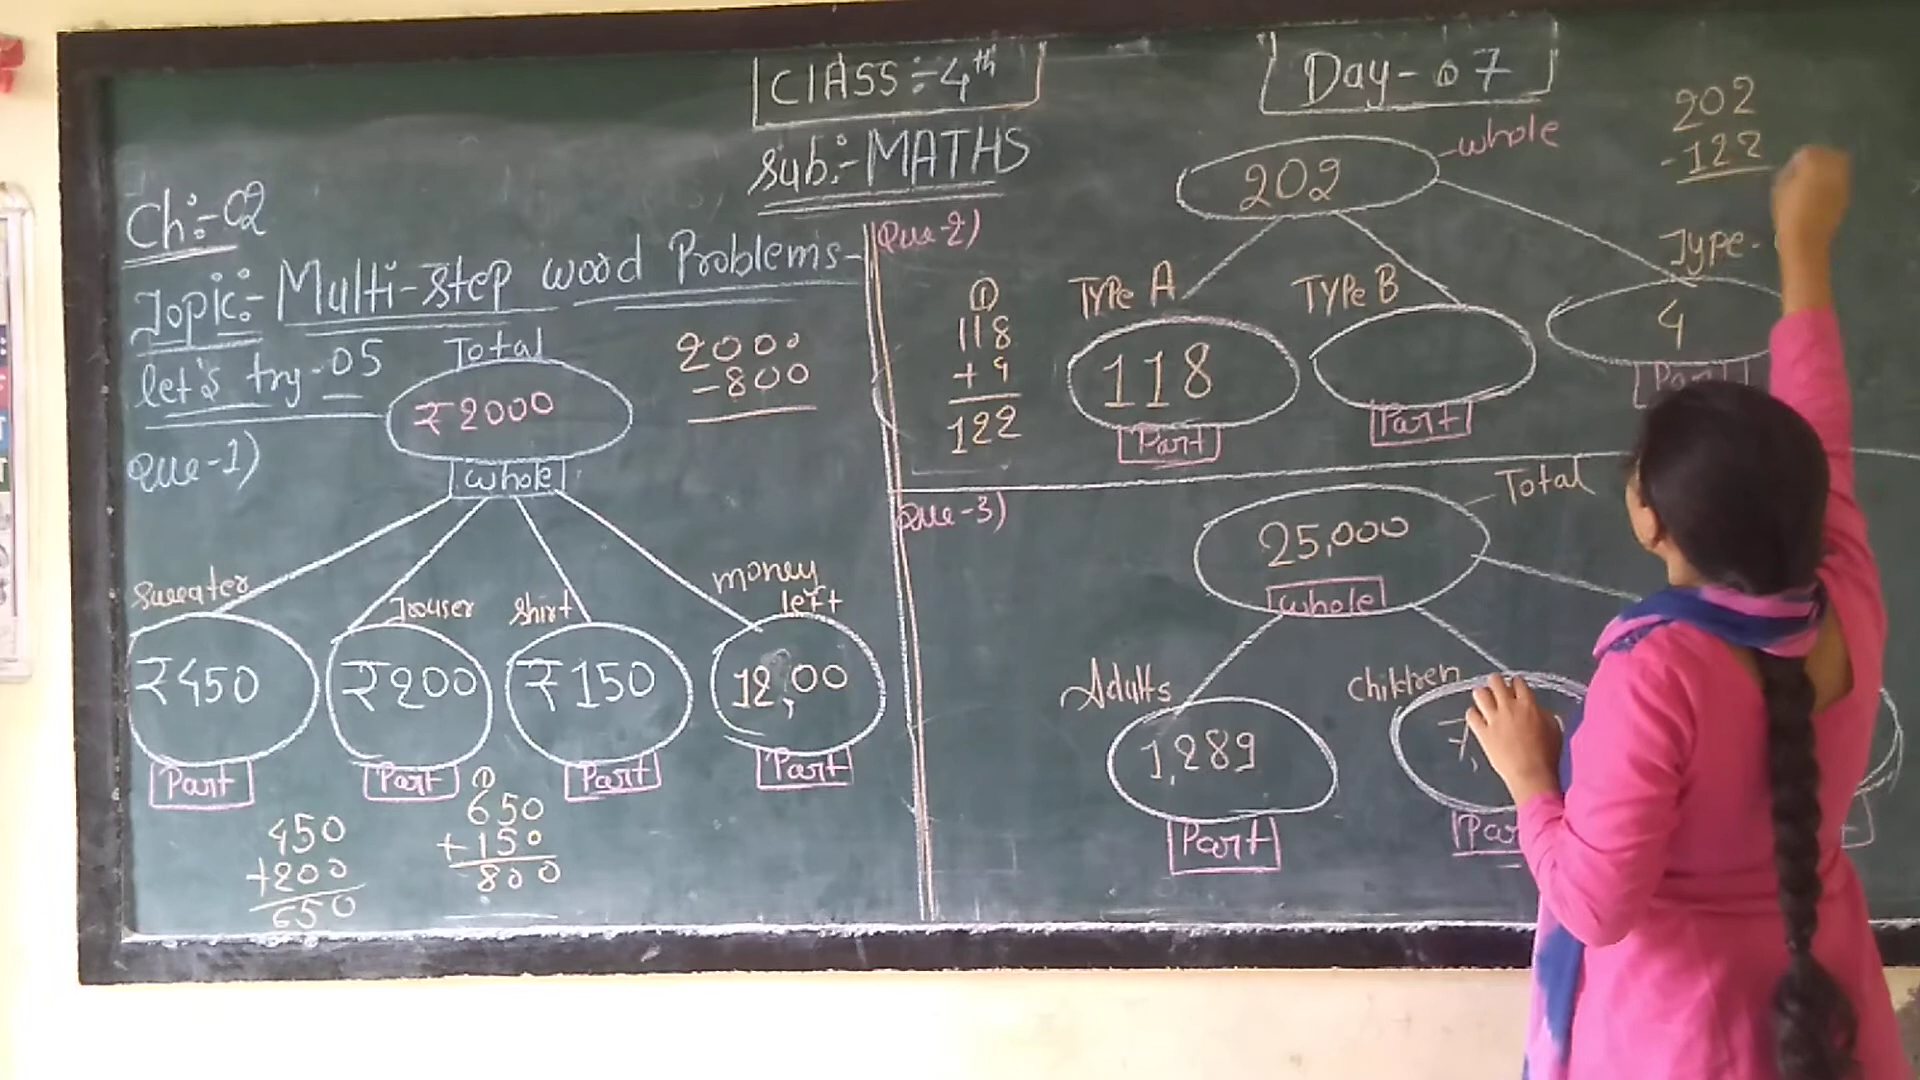 CLASS:- 4th
Day- 07
Sub:- MATHS
Ch:- 02
Topic:- Multi-step word Problems-
let's try-05
Que-1)
Total
₹2000
whole
2000
-800
Sweater
Trouser
Shirt
money left
₹450
₹200
₹150
12,00
Part
Part
Part
Part
450
+200
650
1
650
+150
800
Que-2)
202
whole
202
-122
1
118
+4
122
TYPe A
TYPe B
Type-
118
4
Part
Part
Part
Que-3)
Total
25,000
whole
Adults
Children
1,289
7,
Part
Par